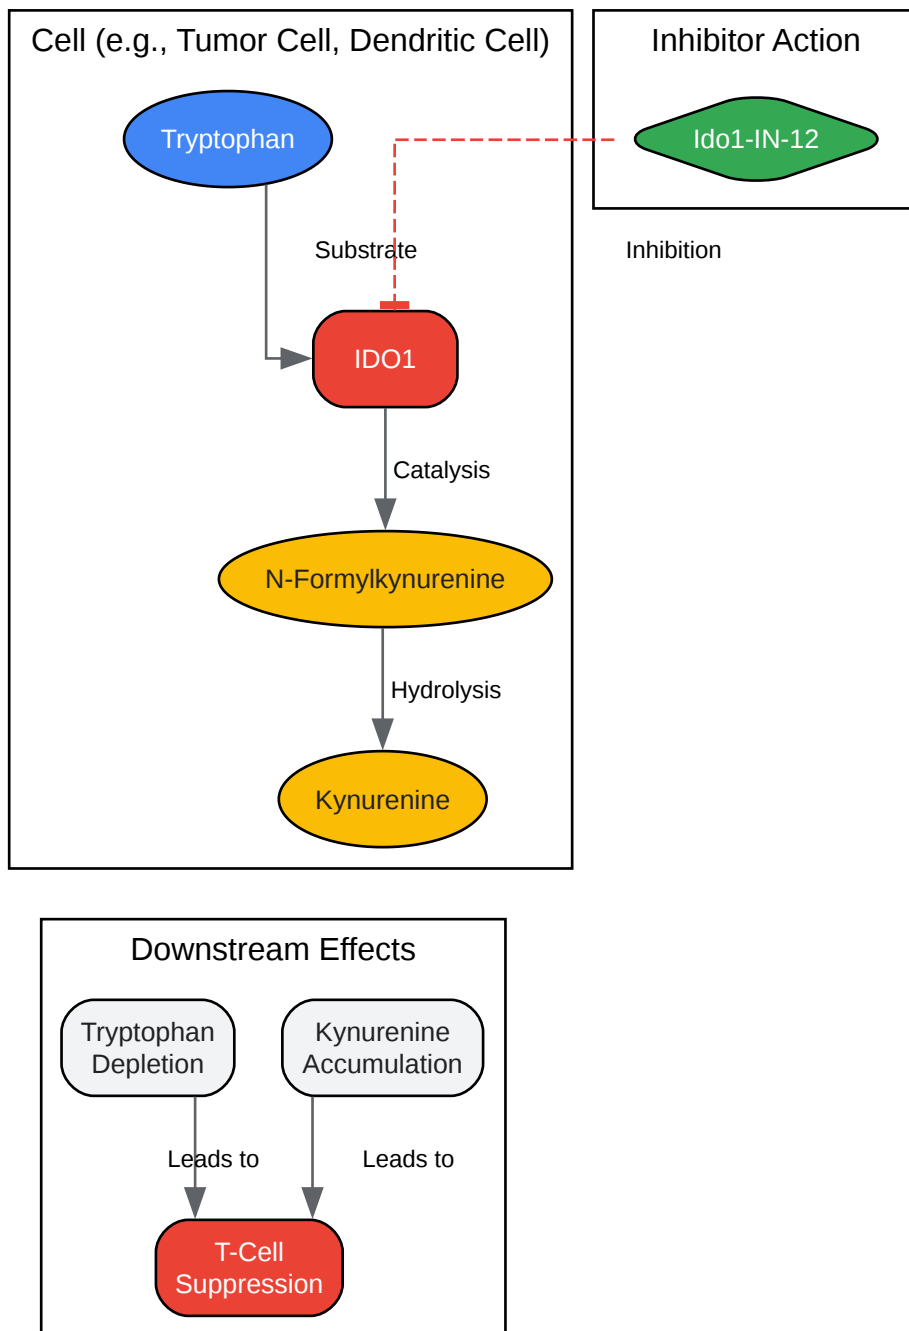 Cell (e.g., Tumor Cell, Dendritic Cell)
Inhibitor Action
Tryptophan
Ido1-IN-12
Substrate
Inhibition
IDO1
Catalysis
N-Formylkynurenine
Hydrolysis
Kynurenine
Downstream Effects
Tryptophan
Depletion
Kynurenine
Accumulation
Leads to
Leads to
T-Cell
Suppression